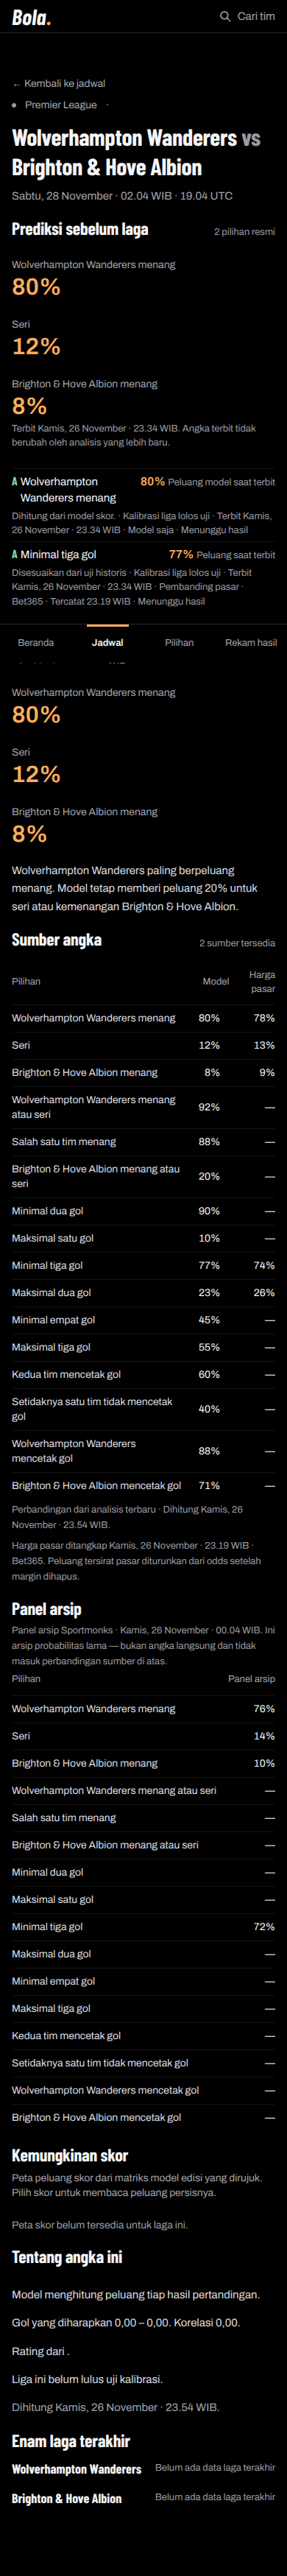 Bola.
Cari tim
← Kembali ke jadwal
Premier League ·
Wolverhampton Wanderers vs
Brighton & Hove Albion
Sabtu, 28 November · 02.04 WIB · 19.04 UTC
Prediksi sebelum laga
2 pilihan resmi
Wolverhampton Wanderers menang
80%
Seri
12%
Brighton & Hove Albion menang
8%
Terbit Kamis, 26 November · 23.34 WIB. Angka terbit tidak
berubah oleh analisis yang lebih baru.
A Wolverhampton
Wanderers menang
80% Peluang model saat terbit
Dihitung dari model skor. · Kalibrasi liga lolos uji · Terbit Kamis,
26 November · 23.34 WIB · Model saja · Menunggu hasil
A Minimal tiga gol
77% Peluang saat terbit
Disesuaikan dari uji historis · Kalibrasi liga lolos uji · Terbit
Kamis, 26 November · 23.34 WIB · Pembanding pasar ·
Bet365 · Tercatat 23.19 WIB · Menunggu hasil
Beranda
Jadwal
Pilihan
Rekam hasil
Wolverhampton Wanderers menang
80%
Seri
12%
Brighton & Hove Albion menang
8%
Wolverhampton Wanderers paling berpeluang
menang. Model tetap memberi peluang 20% untuk
seri atau kemenangan Brighton & Hove Albion.
Sumber angka
2 sumber tersedia
Pilihan
Model
Harga
pasar
Wolverhampton Wanderers menang 80% 78%
Seri 12% 13%
Brighton & Hove Albion menang 8% 9%
Wolverhampton Wanderers menang
atau seri
92% —
Salah satu tim menang 88% —
Brighton & Hove Albion menang atau
seri
20% —
Minimal dua gol 90% —
Maksimal satu gol 10% —
Minimal tiga gol 77% 74%
Maksimal dua gol 23% 26%
Minimal empat gol 45% —
Maksimal tiga gol 55% —
Kedua tim mencetak gol 60% —
Setidaknya satu tim tidak mencetak
gol
40% —
Wolverhampton Wanderers
mencetak gol
88% —
Brighton & Hove Albion mencetak gol 71% —
Perbandingan dari analisis terbaru · Dihitung Kamis, 26
November · 23.54 WIB.
Harga pasar ditangkap Kamis, 26 November · 23.19 WIB ·
Bet365. Peluang tersirat pasar diturunkan dari odds setelah
margin dihapus.
Panel arsip
Panel arsip Sportmonks · Kamis, 26 November · 00.04 WIB. Ini
arsip probabilitas lama — bukan angka langsung dan tidak
masuk perbandingan sumber di atas.
Pilihan
Panel arsip
Wolverhampton Wanderers menang 76%
Seri 14%
Brighton & Hove Albion menang 10%
Wolverhampton Wanderers menang atau seri —
Salah satu tim menang —
Brighton & Hove Albion menang atau seri —
Minimal dua gol —
Maksimal satu gol —
Minimal tiga gol 72%
Maksimal dua gol —
Minimal empat gol —
Maksimal tiga gol —
Kedua tim mencetak gol —
Setidaknya satu tim tidak mencetak gol —
Wolverhampton Wanderers mencetak gol —
Brighton & Hove Albion mencetak gol —
Kemungkinan skor
Peta peluang skor dari matriks model edisi yang dirujuk.
Pilih skor untuk membaca peluang persisnya.
Peta skor belum tersedia untuk laga ini.
Tentang angka ini
Model menghitung peluang tiap hasil pertandingan.
Gol yang diharapkan 0,00 – 0,00. Korelasi 0,00.
Rating dari .
Liga ini belum lulus uji kalibrasi.
Dihitung Kamis, 26 November · 23.54 WIB.
Enam laga terakhir
Wolverhampton Wanderers
Belum ada data laga terakhir
Brighton & Hove Albion
Belum ada data laga terakhir